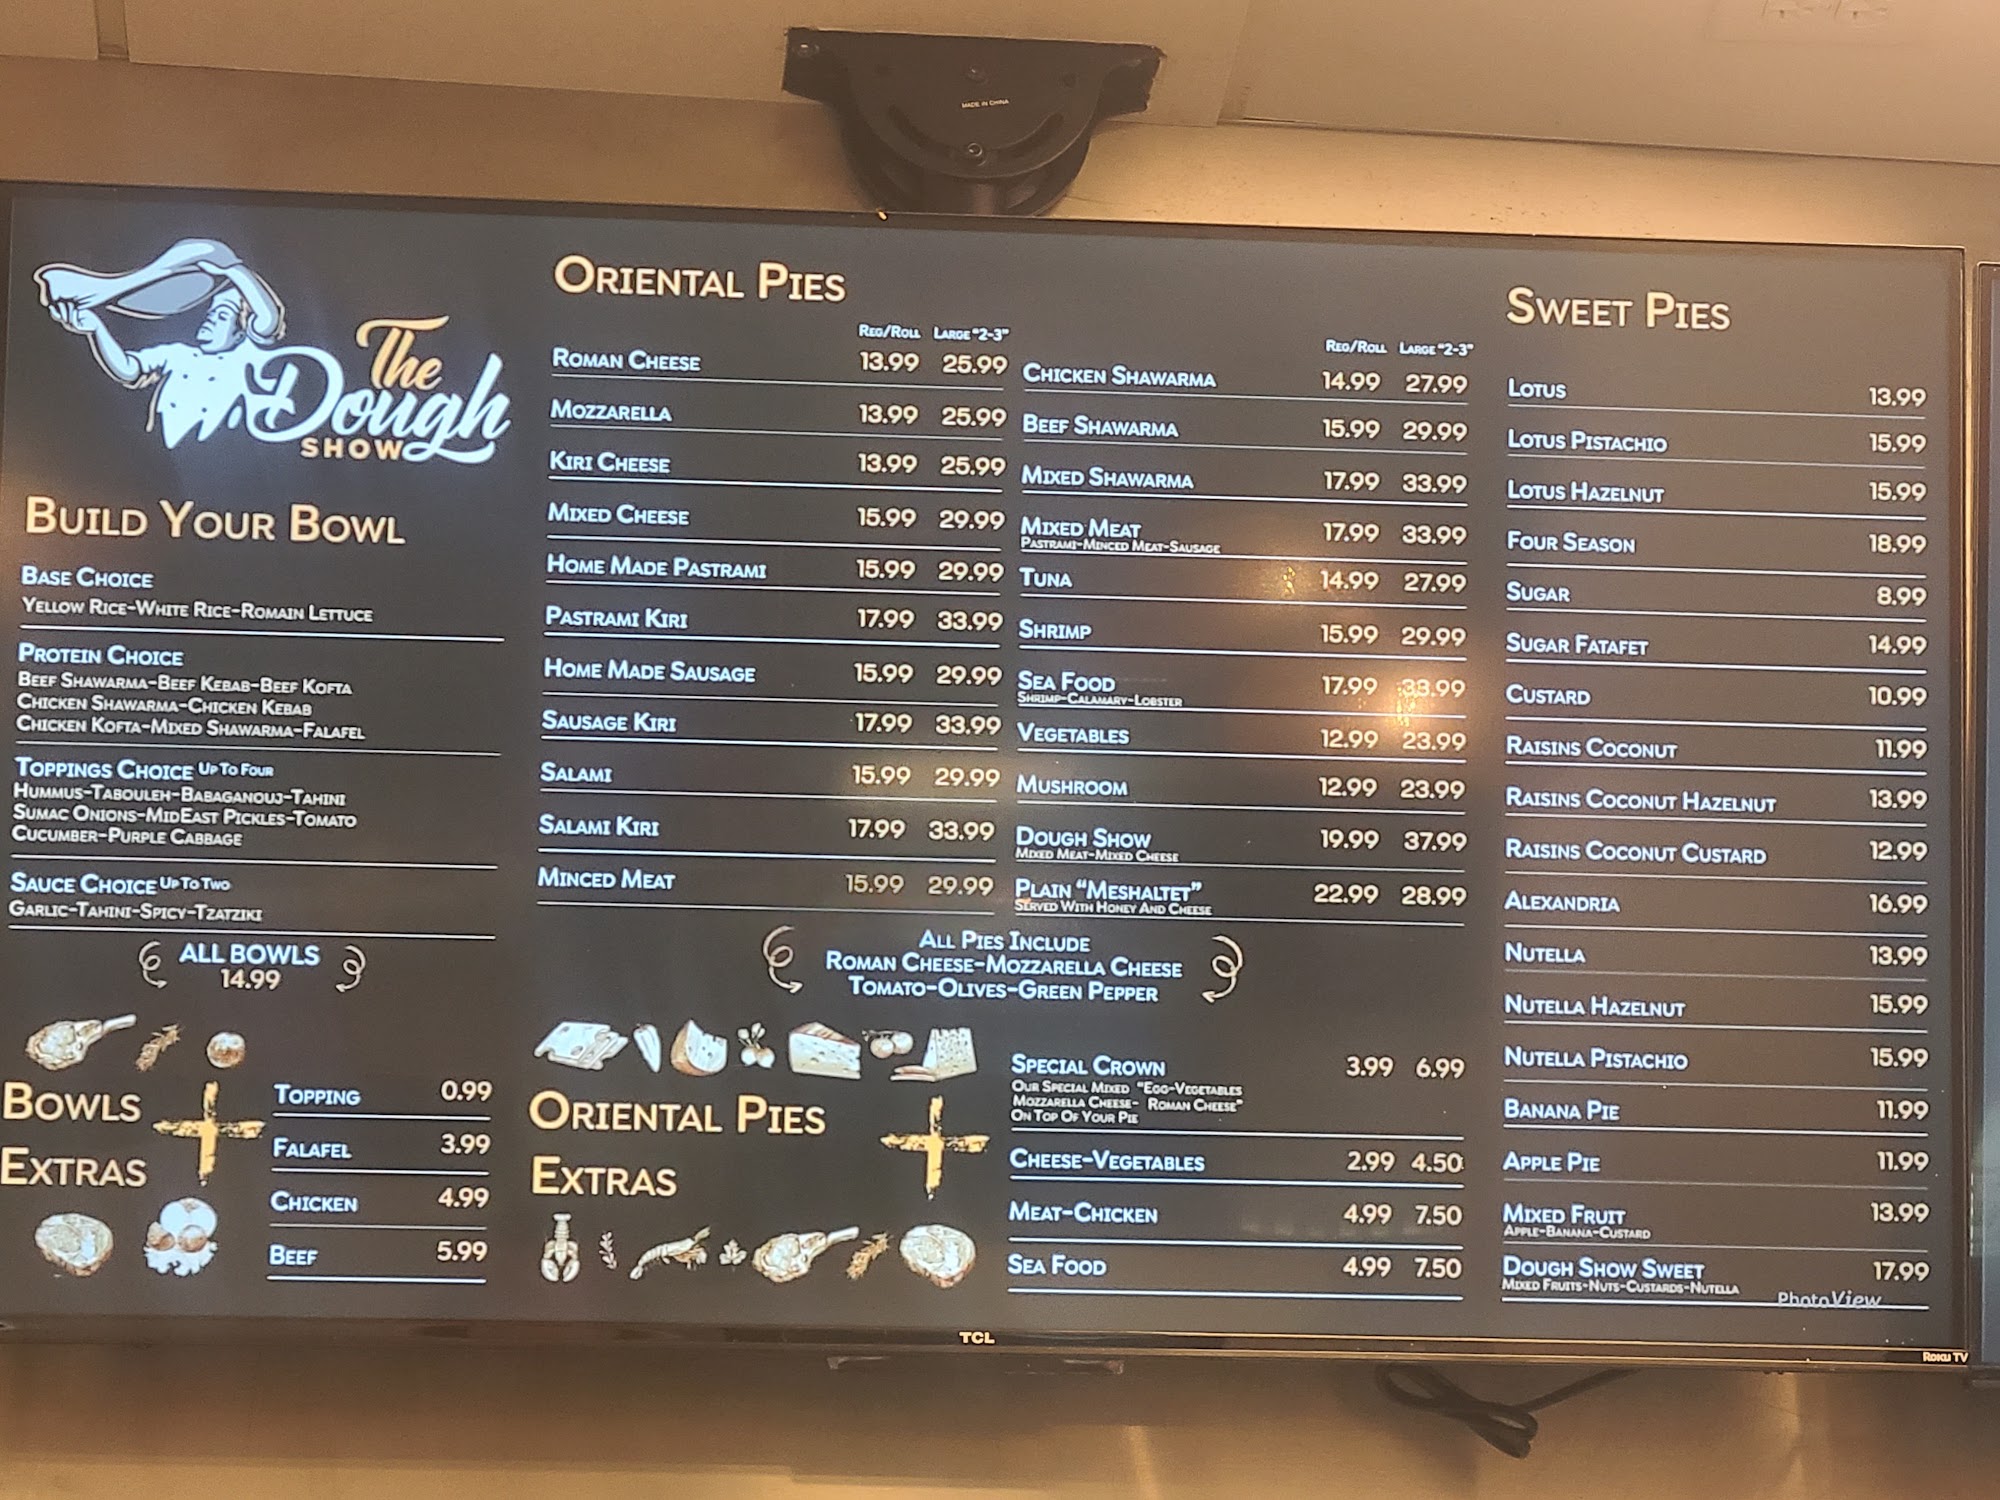 MADE IN CHINA
The
Dough
SHOW
BUILD YOUR BOWL
BASE CHOICE
YELLOW RICE-WHITE RICE-ROMAIN LETTUCE
PROTEIN CHOICE
BEEF SHAWARMA-BEEF KEBAB-BEEF KOFTA
CHICKEN SHAWARMA-CHICKEN KEBAB
CHICKEN KOFTA-MIXED SHAWARMA-FALAFEL
TOPPINGS CHOICE UP TO FOUR
HUMMUS-TABOULEH-BABAGANOUJ-TAHINI
SUMAC ONIONS-MIDEAST PICKLES-TOMATO
CUCUMBER-PURPLE CABBAGE
SAUCE CHOICE UP TO TWO
GARLIC-TAHINI-SPICY-TZATZIKI
ALL BOWLS
14.99
BOWLS
EXTRAS
TOPPING 0.99
FALAFEL 3.99
CHICKEN 4.99
BEEF 5.99
ORIENTAL PIES
REG/ROLL LARGE "2-3"
ROMAN CHEESE 13.99 25.99
MOZZARELLA 13.99 25.99
KIRI CHEESE 13.99 25.99
MIXED CHEESE 15.99 29.99
HOME MADE PASTRAMI 15.99 29.99
PASTRAMI KIRI 17.99 33.99
HOME MADE SAUSAGE 15.99 29.99
SAUSAGE KIRI 17.99 33.99
SALAMI 15.99 29.99
SALAMI KIRI 17.99 33.99
MINCED MEAT 15.99 29.99
REG/ROLL LARGE "2-3"
CHICKEN SHAWARMA 14.99 27.99
BEEF SHAWARMA 15.99 29.99
MIXED SHAWARMA 17.99 33.99
MIXED MEAT 17.99 33.99
PASTRAMI-MINCED MEAT-SAUSAGE
TUNA 14.99 27.99
SHRIMP 15.99 29.99
SEA FOOD 17.99 33.99
SHRIMP-CALAMARY-LOBSTER
VEGETABLES 12.99 23.99
MUSHROOM 12.99 23.99
DOUGH SHOW 19.99 37.99
MIXED MEAT-MIXED CHEESE
PLAIN "MESHALTET" 22.99 28.99
SERVED WITH HONEY AND CHEESE
ALL PIES INCLUDE
ROMAN CHEESE-MOZZARELLA CHEESE
TOMATO-OLIVES-GREEN PEPPER
ORIENTAL PIES
EXTRAS
SPECIAL CROWN 3.99 6.99
OUR SPECIAL MIXED "EGG-VEGETABLES
MOZZARELLA CHEESE- ROMAN CHEESE"
ON TOP OF YOUR PIE
CHEESE-VEGETABLES 2.99 4.50
MEAT-CHICKEN 4.99 7.50
SEA FOOD 4.99 7.50
SWEET PIES
LOTUS 13.99
LOTUS PISTACHIO 15.99
LOTUS HAZELNUT 15.99
FOUR SEASON 18.99
SUGAR 8.99
SUGAR FATAFET 14.99
CUSTARD 10.99
RAISINS COCONUT 11.99
RAISINS COCONUT HAZELNUT 13.99
RAISINS COCONUT CUSTARD 12.99
ALEXANDRIA 16.99
NUTELLA 13.99
NUTELLA HAZELNUT 15.99
NUTELLA PISTACHIO 15.99
BANANA PIE 11.99
APPLE PIE 11.99
MIXED FRUIT 13.99
APPLE-BANANA-CUSTARD
DOUGH SHOW SWEET 17.99
MIXED FRUITS-NUTS-CUSTARDS-NUTELLA
PhotoView
TCL
ROKU TV